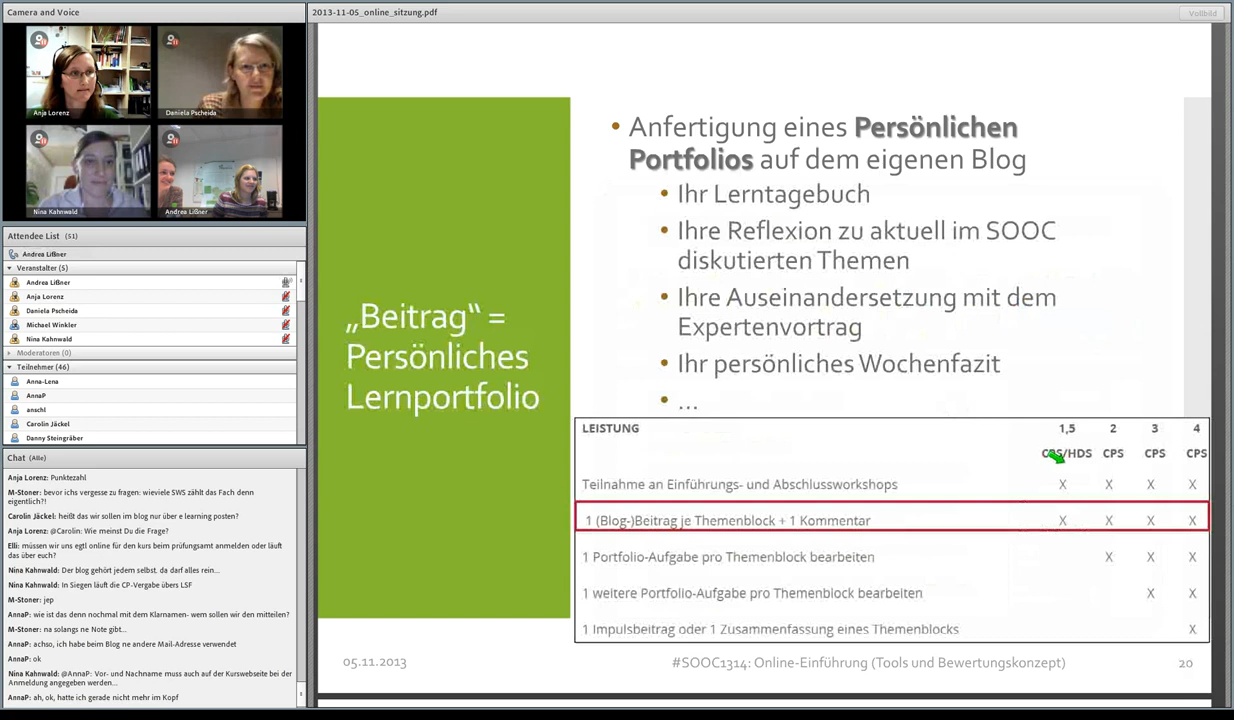 Camera and Voice
Anja Lorenz
Daniela Pscheida
Nina Kahnwald
Andrea Lißner
Attendee List (51)
Andrea Lißner
Veranstalter (5)
Andrea Lißner
Anja Lorenz
Daniela Pscheida
Michael Winkler
Nina Kahnwald
Moderatoren (0)
Teilnehmer (46)
Anna-Lena
AnnaP
anschl
Carolin Jäckel
Danny Steingräber
Chat (Alle)
Anja Lorenz: Punktezahl
M-Stoner: bevor ichs vergesse zu fragen: wieviele SWS zählt das Fach denn
eigentlich?!
Carolin Jäckel: heißt das wir sollen im blog nur über e learning posten?
Anja Lorenz: @Carolin: Wie meinst Du die Frage?
Elli: müssen wir uns egtl online für den kurs beim prüfungsamt anmelden oder läuft
das über euch?
Nina Kahnwald: Der blog gehört jedem selbst. da darf alles rein...
Nina Kahnwald: In Siegen läuft die CP-Vergabe übers LSF
M-Stoner: jep
AnnaP: wie ist das denn nochmal mit dem Klarnamen- wem sollen wir den mitteilen?
M-Stoner: na solangs ne Note gibt...
AnnaP: achso, ich habe beim Blog ne andere Mail-Adresse verwendet
AnnaP: ok
Nina Kahnwald: @AnnaP: Vor- und Nachname muss auch auf der Kurswebseite bei der
Anmeldung angegeben werden...
AnnaP: ah, ok, hatte ich gerade nicht mehr im Kopf
2013-11-05_online_sitzung.pdf
Vollbild
„Beitrag“ =
Persönliches
Lernportfolio
• Anfertigung eines Persönlichen
Portfolios auf dem eigenen Blog
• Ihr Lerntagebuch
• Ihre Reflexion zu aktuell im SOOC
diskutierten Themen
• Ihre Auseinandersetzung mit dem
Expertenvortrag
• Ihr persönliches Wochenfazit
• ...
LEISTUNG 1,5 2 3 4
CPS/HDS CPS CPS CPS
Teilnahme an Einführungs- und Abschlussworkshops X X X X
1 (Blog-)Beitrag je Themenblock + 1 Kommentar X X X X
1 Portfolio-Aufgabe pro Themenblock bearbeiten X X X
1 weitere Portfolio-Aufgabe pro Themenblock bearbeiten X X
1 Impulsbeitrag oder 1 Zusammenfassung eines Themenblocks X
05.11.2013 #SOOC1314: Online-Einführung (Tools und Bewertungskonzept) 20